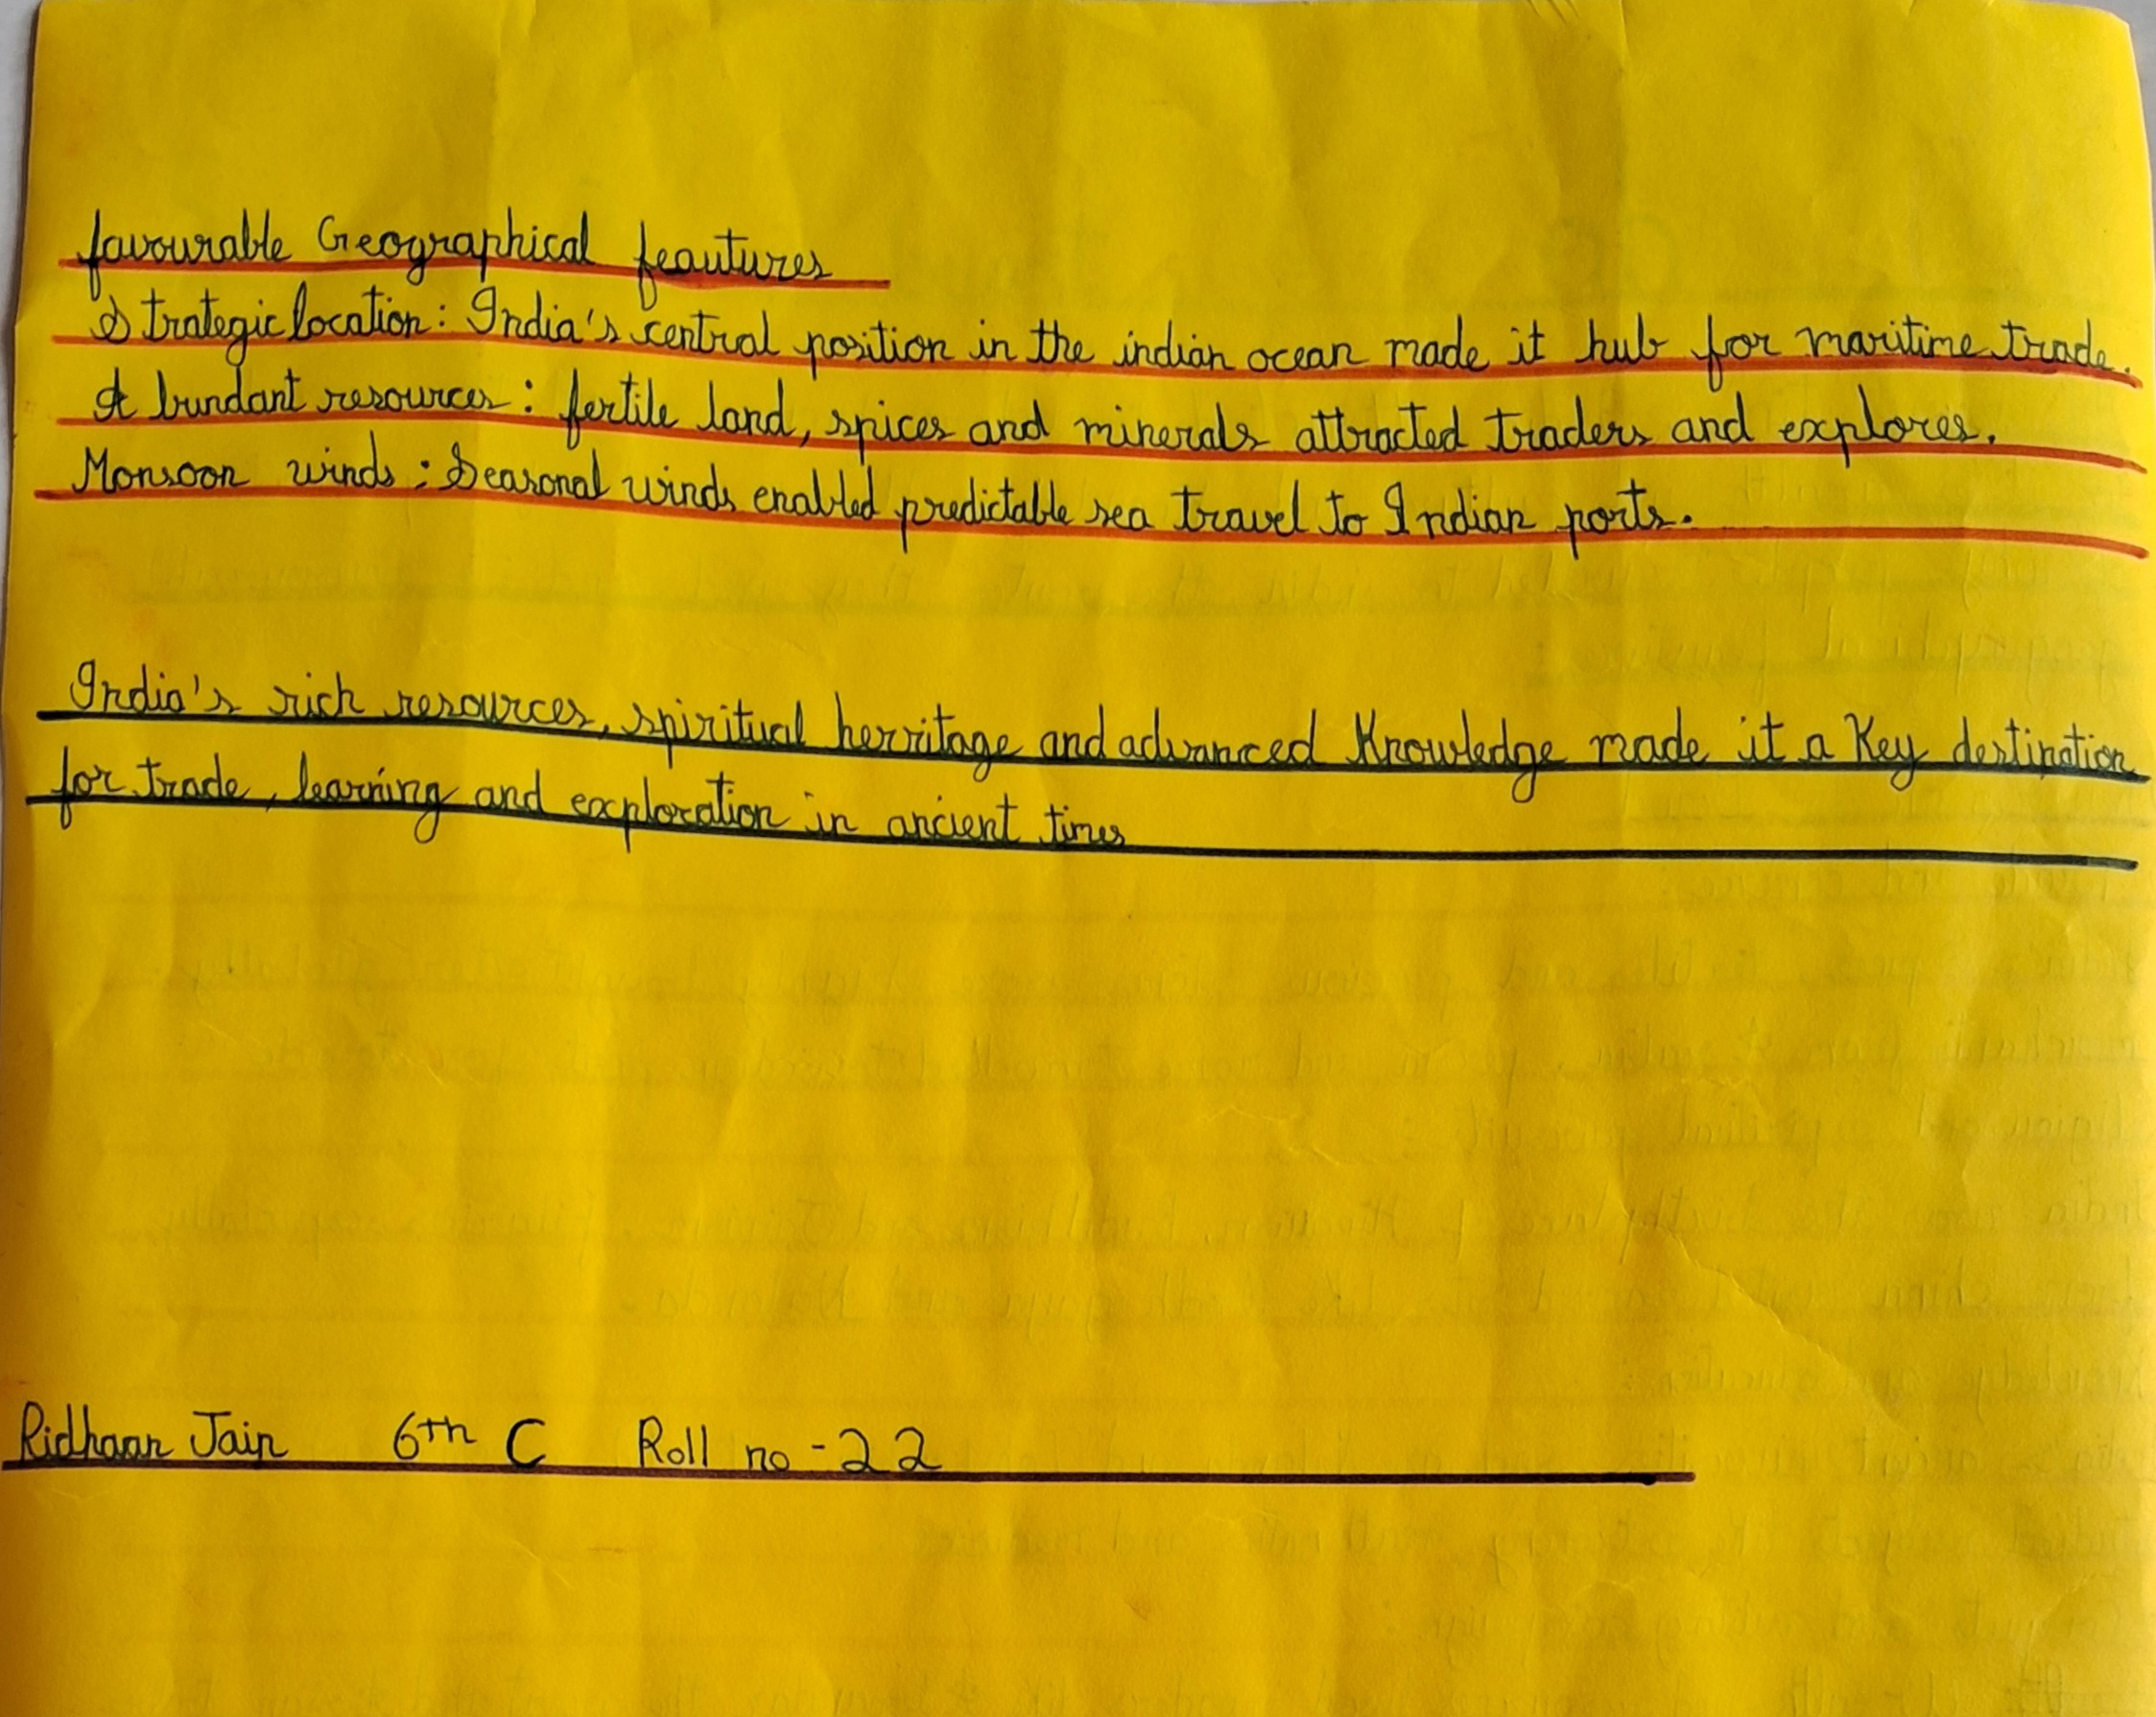 favourable Geographical feautures
Strategic location: India's central position in the indian ocean made it hub for maritime trade.
Abundant resources: fertile land, spices and minerals attracted traders and explores.
Monsoon winds: Seasonal winds enabled predictable sea travel to Indian ports.
India's rich resources, spiritual herritage and advanced Knowledge made it a Key destination
for trade, learning and exploration in ancient times
Ridhaan Jain 6th C Roll no - 22